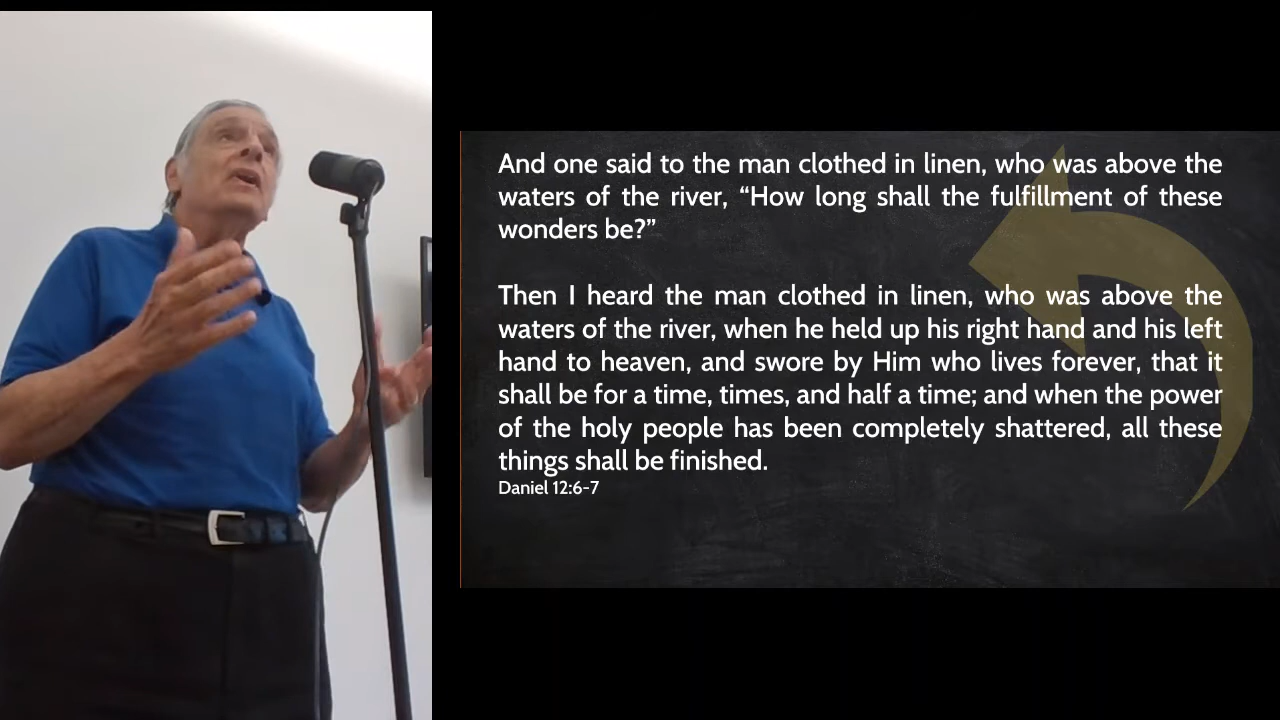 And one said to the man clothed in linen, who was above the
waters of the river, “How long shall the fulfillment of these
wonders be?”
Then I heard the man clothed in linen, who was above the
waters of the river, when he held up his right hand and his left
hand to heaven, and swore by Him who lives forever, that it
shall be for a time, times, and half a time; and when the power
of the holy people has been completely shattered, all these
things shall be finished.
Daniel 12:6-7